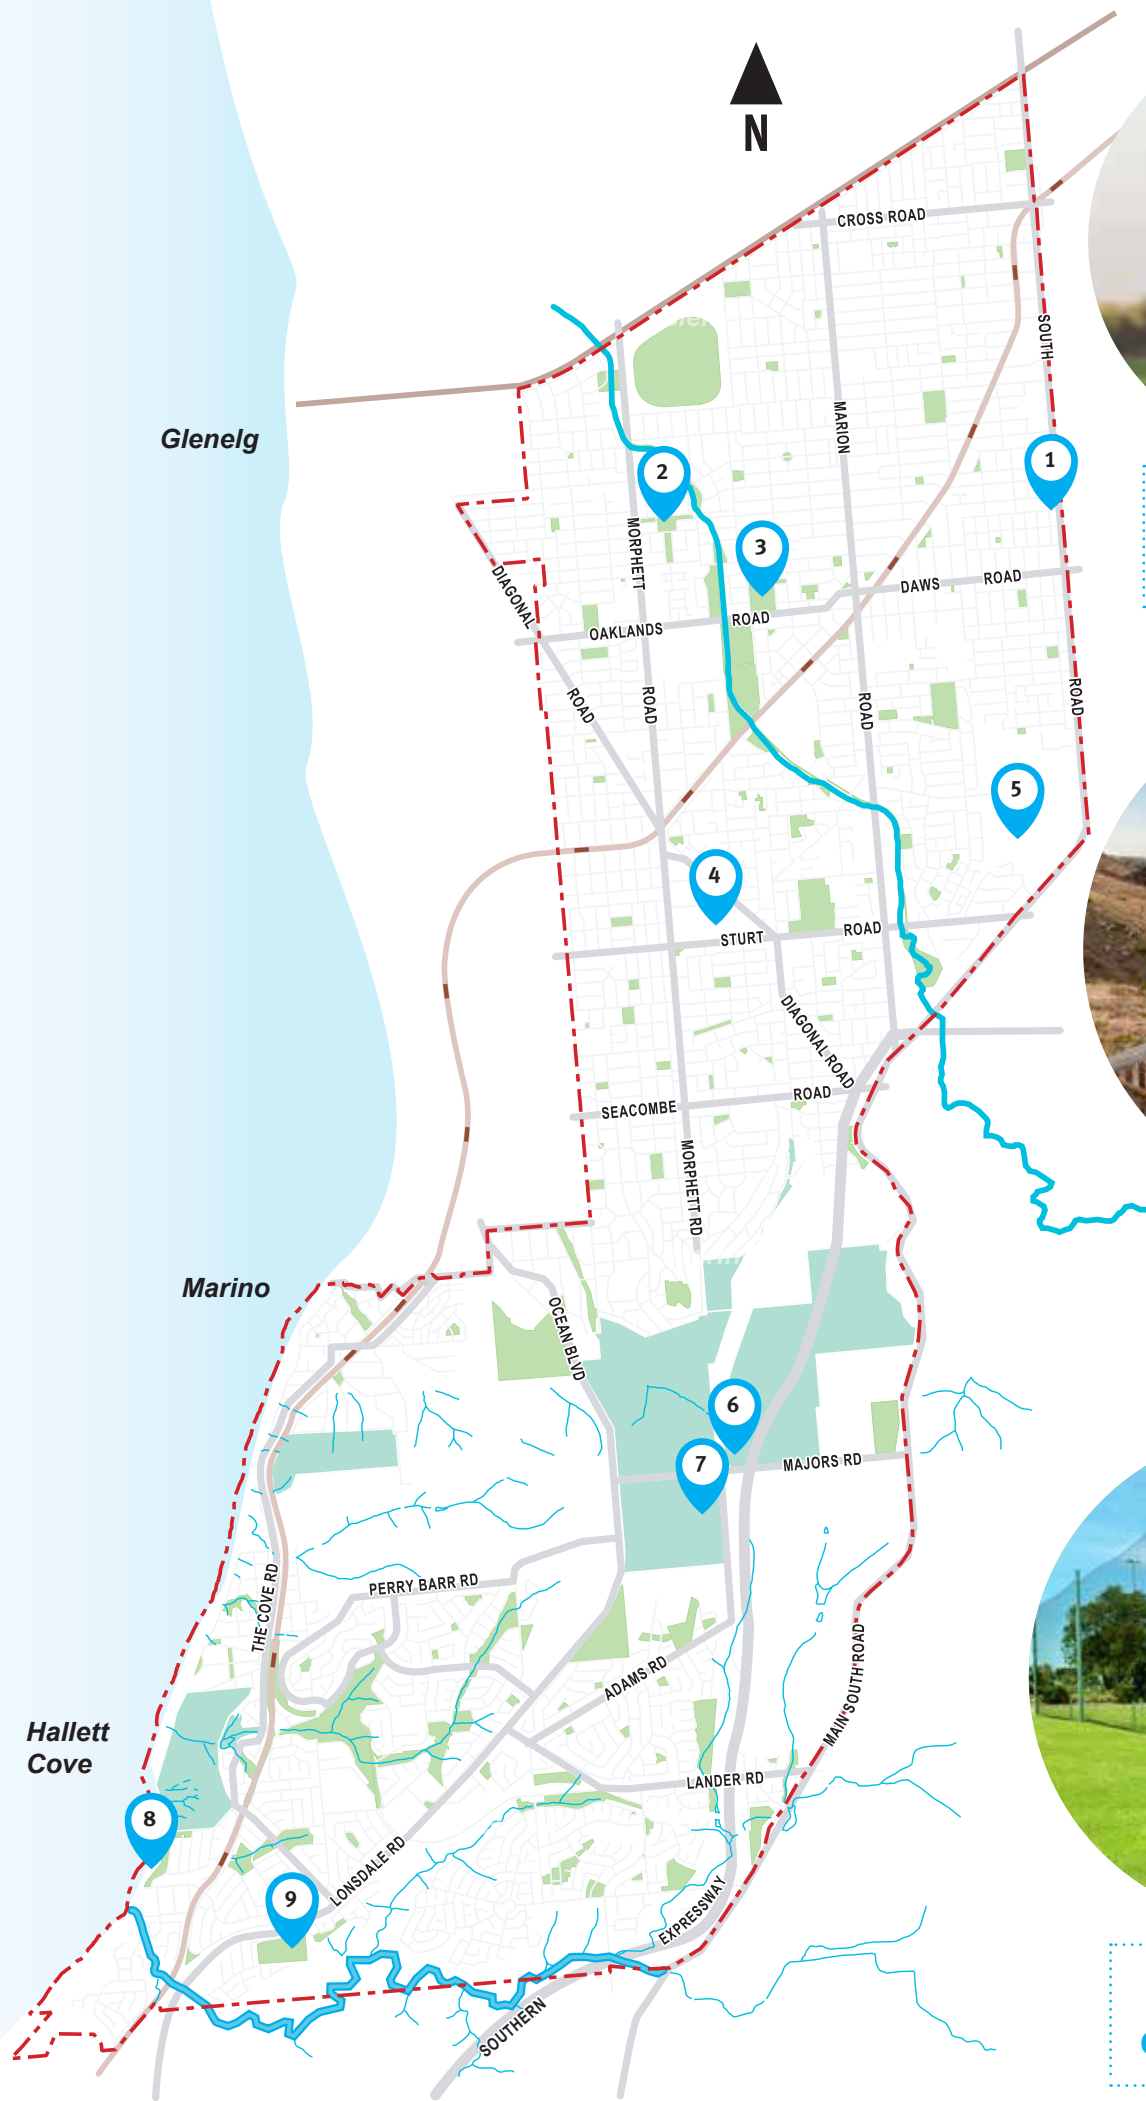 N
CROSS ROAD
SOUTH
Glenelg
MARION
1
2
MORPHETT
3
DIAGONAL
DAWS
ROAD
OAKLANDS
ROAD
ROAD
ROAD
ROAD
ROAD
5
4
STURT
ROAD
DIAGONAL ROAD
SEACOMBE
ROAD
MORPHETT RD
Marino
OCEAN BLVD
6
7
MAJORS RD
THE COVE RD
PERRY BARR RD
ADAMS RD
MAIN SOUTH ROAD
Hallett
Cove
LANDER RD
8
LONSDALE RD
9
EXPRESSWAY
SOUTHERN